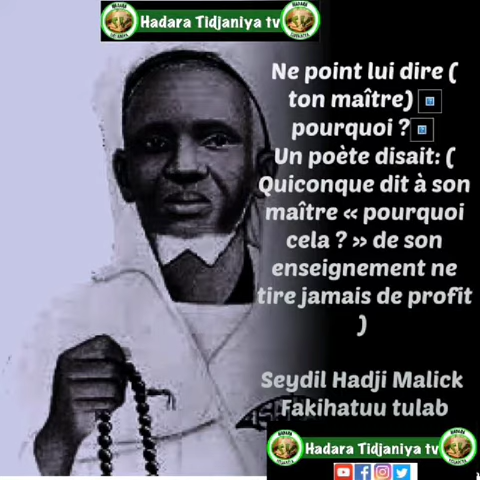 Hadara Tidjaniya tv
Ne point lui dire (
ton maître)
pourquoi ?
Un poète disait: (
Quiconque dit à son
maître « pourquoi
cela ? » de son
enseignement ne
tire jamais de profit
)
Seydil Hadji Malick
Fakihatuu tulab
Hadara Tidjaniya tv